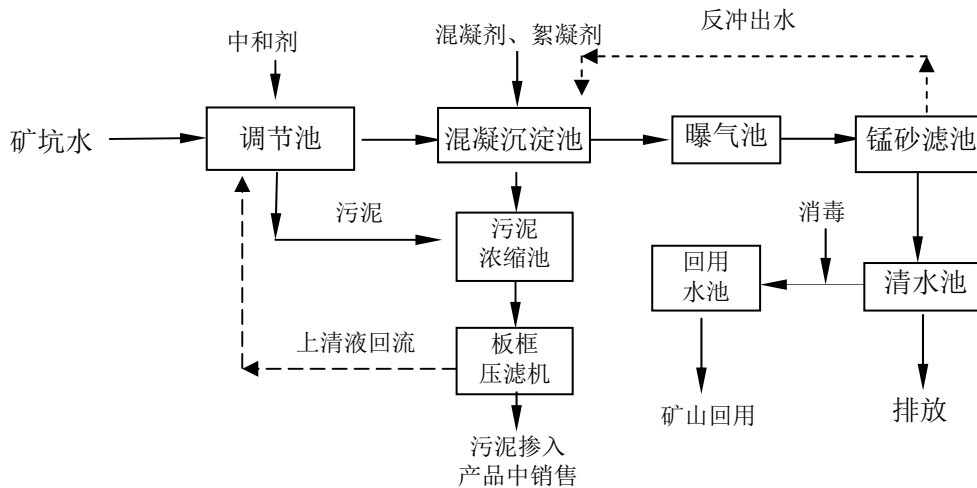 反冲出水
中和剂
混凝剂、絮凝剂
矿坑水
调节池
混凝沉淀池
曝气池
锰砂滤池
污泥
污泥
浓缩池
消毒
回用
水池
清水池
上清液回流
板框
压滤机
矿山回用
排放
污泥掺入
产品中销售